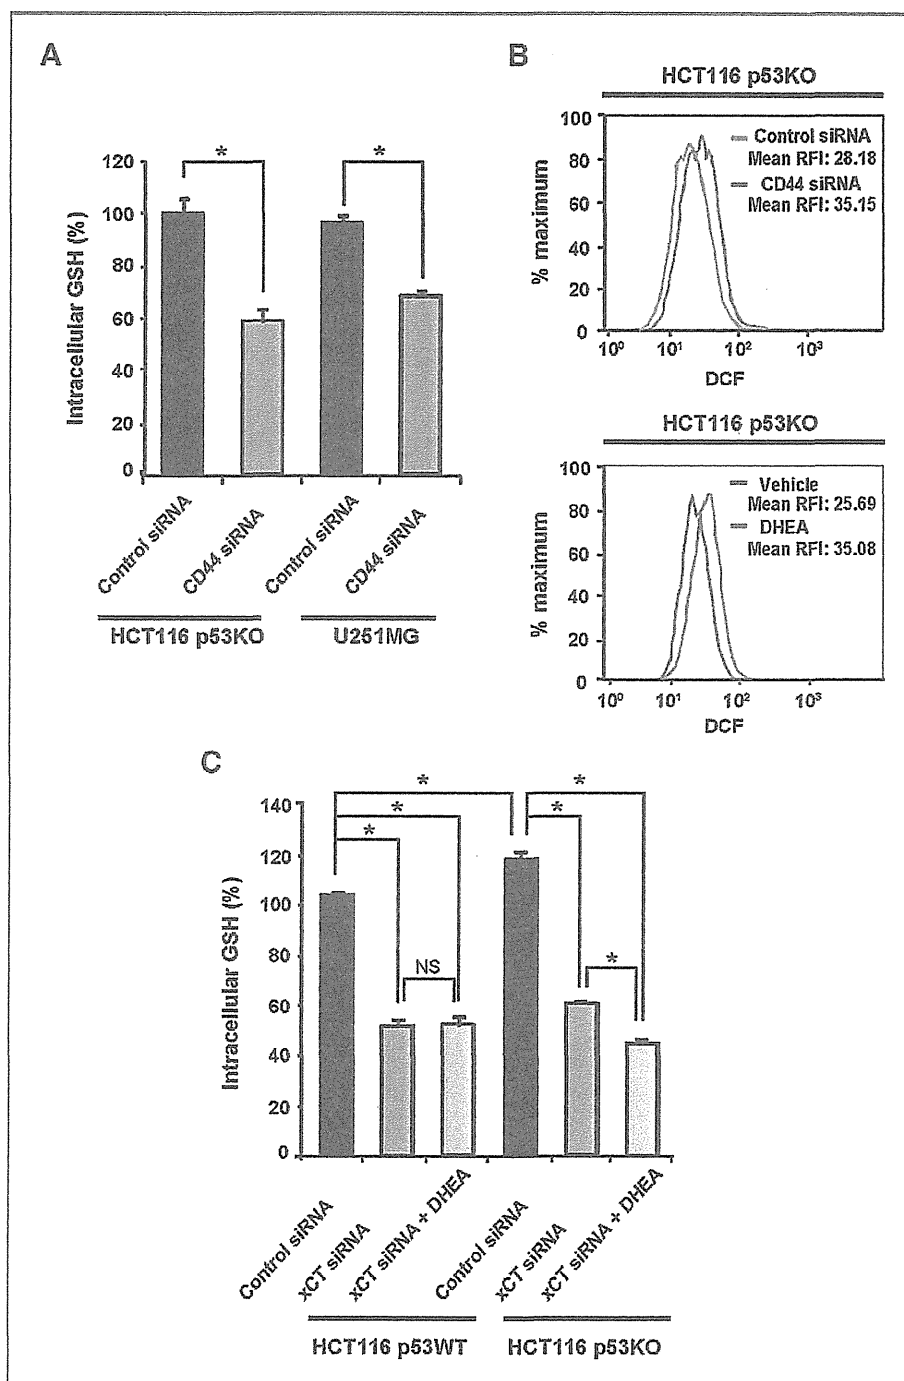 A
120
100
80
60
40
20
0
Intracellular GSH (%)
*
*
Control siRNA
CD44 siRNA
Control siRNA
CD44 siRNA
HCT116 p53KO
U251MG
B
HCT116 p53KO
100
80
60
40
20
0
% maximum
Control siRNA
Mean RFI: 28.18
CD44 siRNA
Mean RFI: 35.15
10⁰ 10¹ 10² 10³
DCF
HCT116 p53KO
100
80
60
40
20
0
% maximum
Vehicle
Mean RFI: 25.69
DHEA
Mean RFI: 35.08
10⁰ 10¹ 10² 10³
DCF
C
140
120
100
80
60
40
20
0
Intracellular GSH (%)
*
*
*
NS
*
*
*
Control siRNA
xCT siRNA
xCT siRNA + DHEA
Control siRNA
xCT siRNA
xCT siRNA + DHEA
HCT116 p53WT
HCT116 p53KO